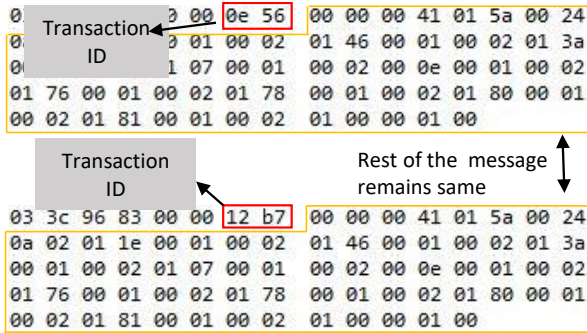 Transaction
ID
00 0e 56 00 00 00 41 01 5a 00 24
01 00 02 01 46 00 01 00 02 01 3a
07 00 01 00 02 00 0e 00 01 00 02
01 76 00 01 00 02 01 78 00 01 00 02 01 80 00 01
00 02 01 81 00 01 00 02 01 00 00 01 00
Transaction
ID
Rest of the message
remains same
03 3c 96 83 00 00 12 b7 00 00 00 41 01 5a 00 24
0a 02 01 1e 00 01 00 02 01 46 00 01 00 02 01 3a
00 01 00 02 01 07 00 01 00 02 00 0e 00 01 00 02
01 76 00 01 00 02 01 78 00 01 00 02 01 80 00 01
00 02 01 81 00 01 00 02 01 00 00 01 00